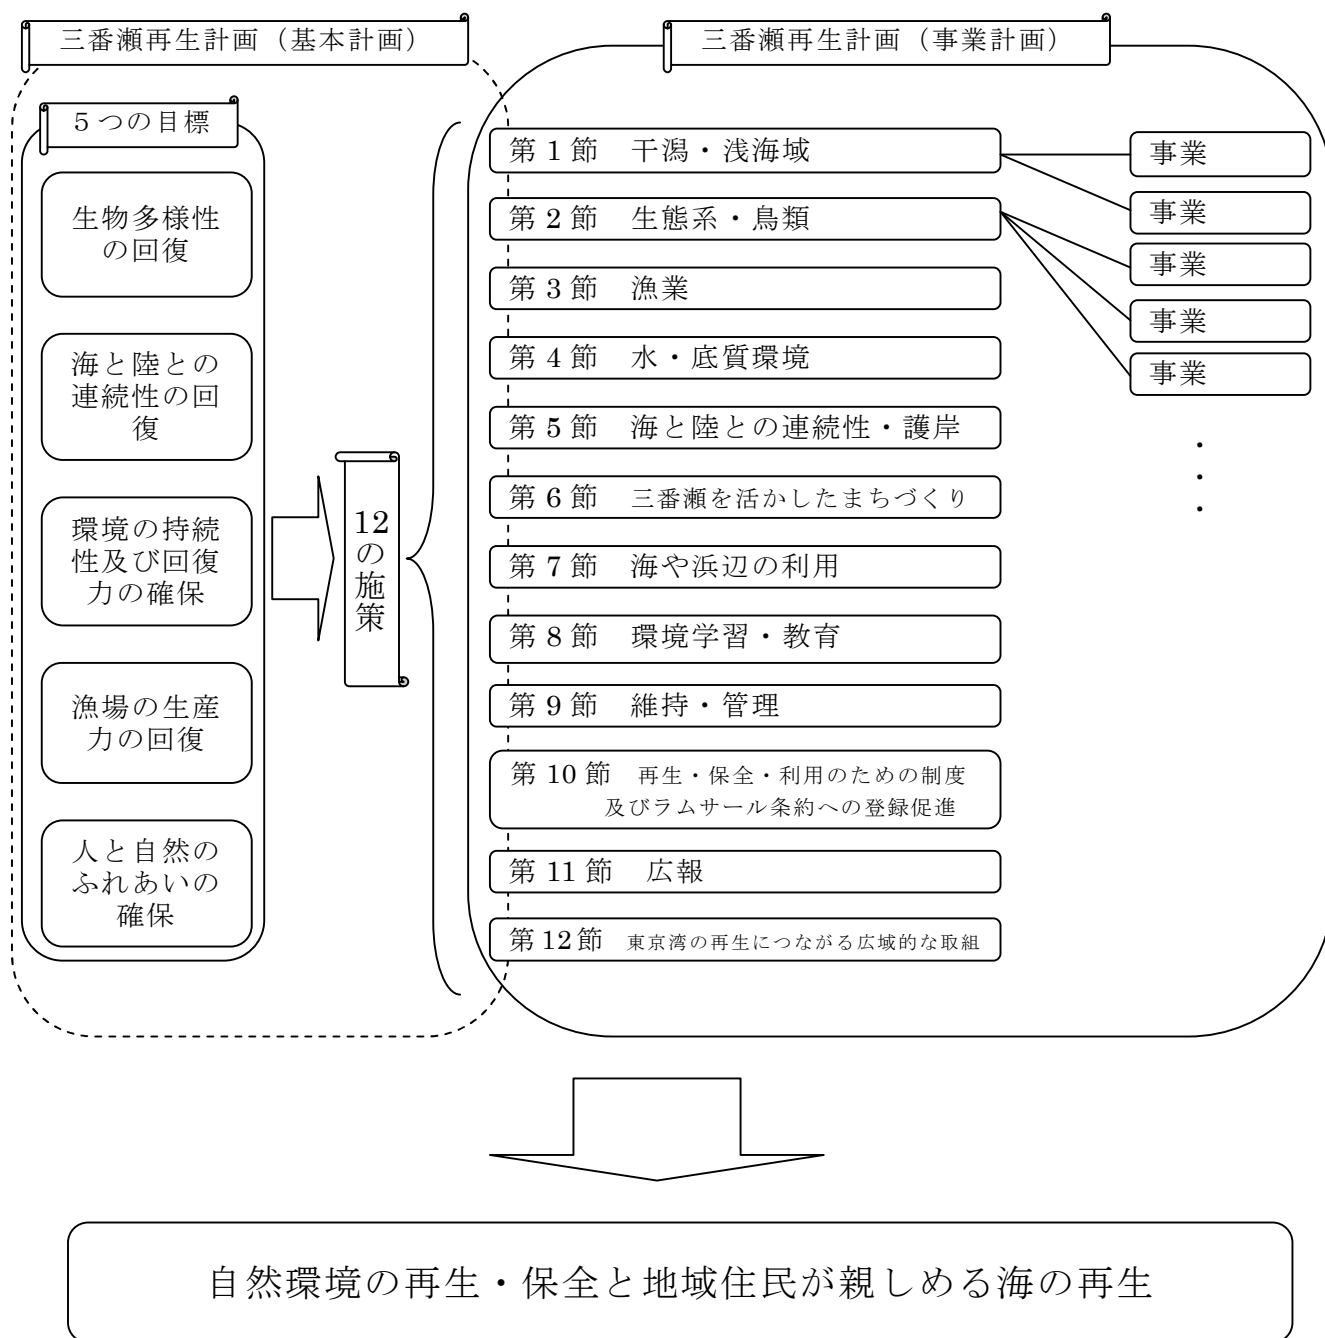 三番瀬再生計画（基本計画）
5つの目標
生物多様性
の回復
海と陸との
連続性の回
復
環境の持続
性及び回復
力の確保
漁場の生産
力の回復
人と自然の
ふれあいの
確保
12の施策
三番瀬再生計画（事業計画）
第1節　干潟・浅海域
第2節　生態系・鳥類
第3節　漁業
第4節　水・底質環境
第5節　海と陸との連続性・護岸
第6節　三番瀬を活かしたまちづくり
第7節　海や浜辺の利用
第8節　環境学習・教育
第9節　維持・管理
第10節　再生・保全・利用のための制度
及びラムサール条約への登録促進
第11節　広報
第12節　東京湾の再生につながる広域的な取組
事業
事業
事業
事業
事業
・
・
・
自然環境の再生・保全と地域住民が親しめる海の再生